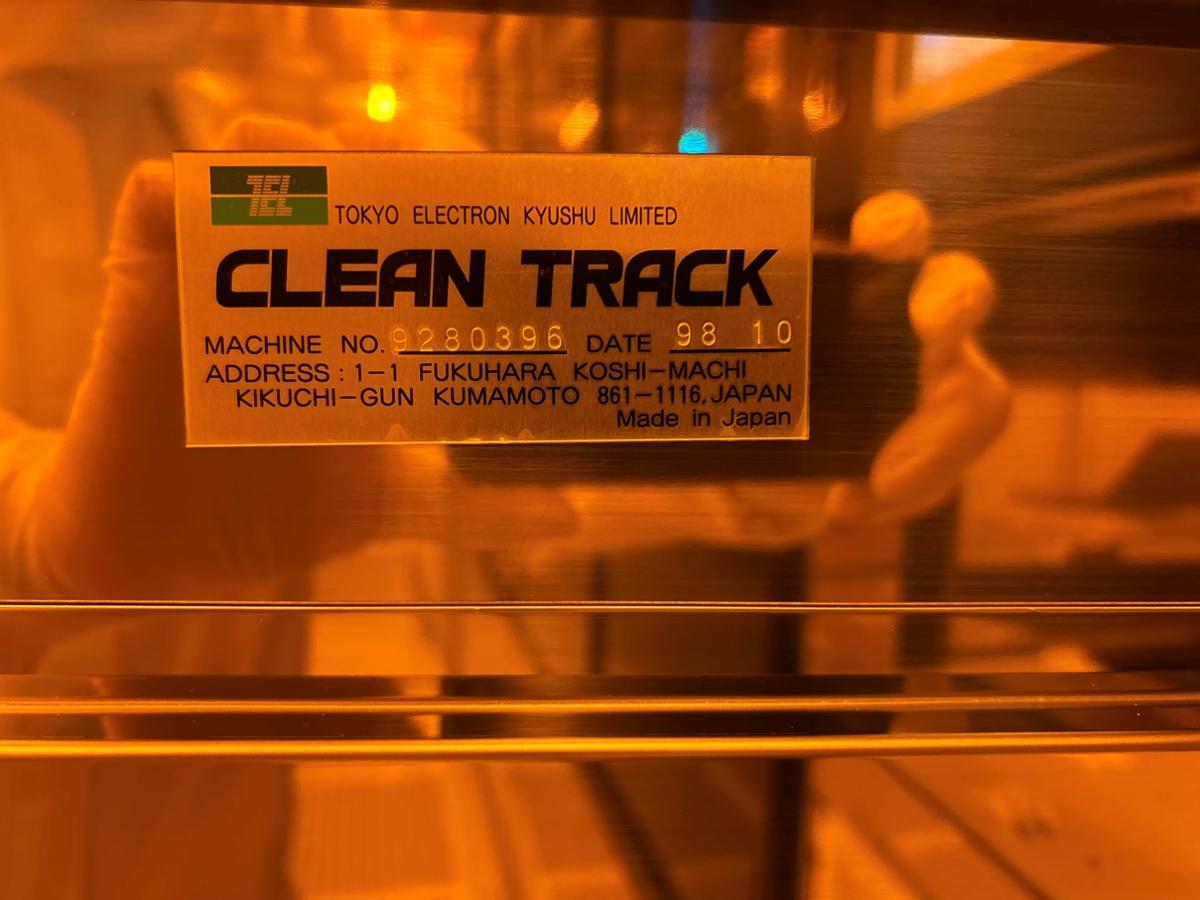 TEL
TOKYO ELECTRON KYUSHU LIMITED
CLEAN TRACK
MACHINE NO. 9280396 DATE 98 10
ADDRESS : 1-1 FUKUHARA KOSHI-MACHI
KIKUCHI-GUN KUMAMOTO 861-1116, JAPAN
Made in Japan